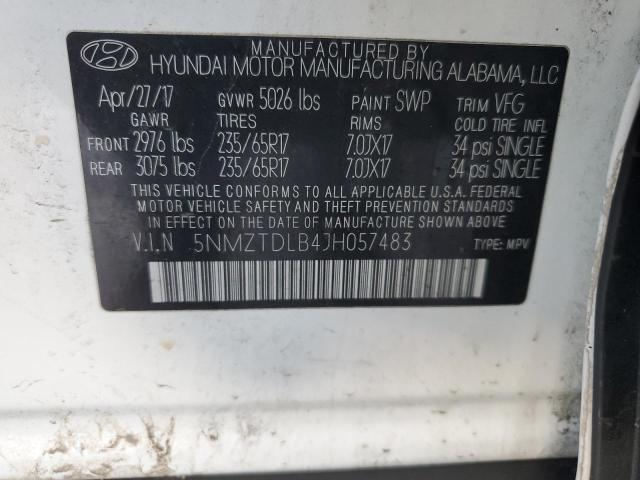 MANUFACTURED BY
HYUNDAI MOTOR MANUFACTURING ALABAMA, LLC
Apr/27/17 GVWR 5026 lbs PAINT SWP TRIM VFG
GAWR TIRES RIMS COLD TIRE INFL
FRONT 2976 lbs 235/65R17 7.0JX17 34 psi SINGLE
REAR 3075 lbs 235/65R17 7.0JX17 34 psi SINGLE
THIS VEHICLE CONFORMS TO ALL APPLICABLE U.S.A. FEDERAL
MOTOR VEHICLE SAFETY AND THEFT PREVENTION STANDARDS
IN EFFECT ON THE DATE OF MANUFACTURE SHOWN ABOVE
V.I.N 5NMZTDLB4JH057483 TYPE: MPV